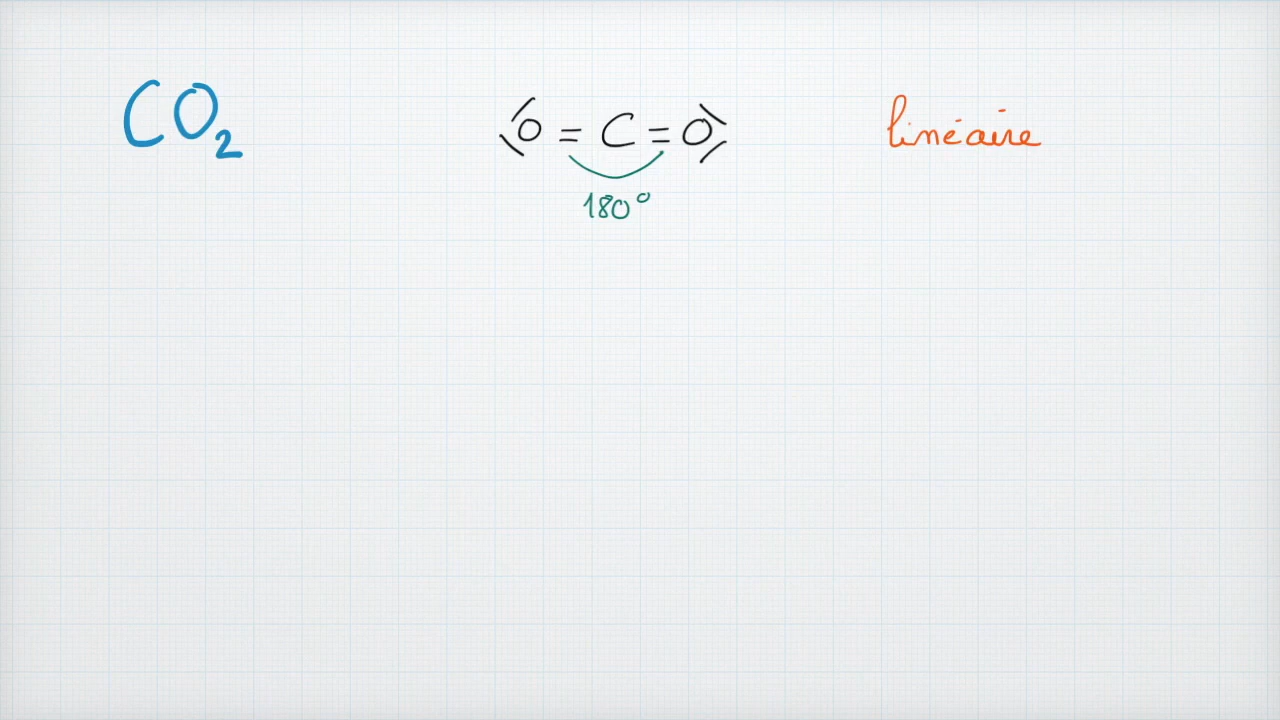 CO₂ O = C = O linéaire
180°